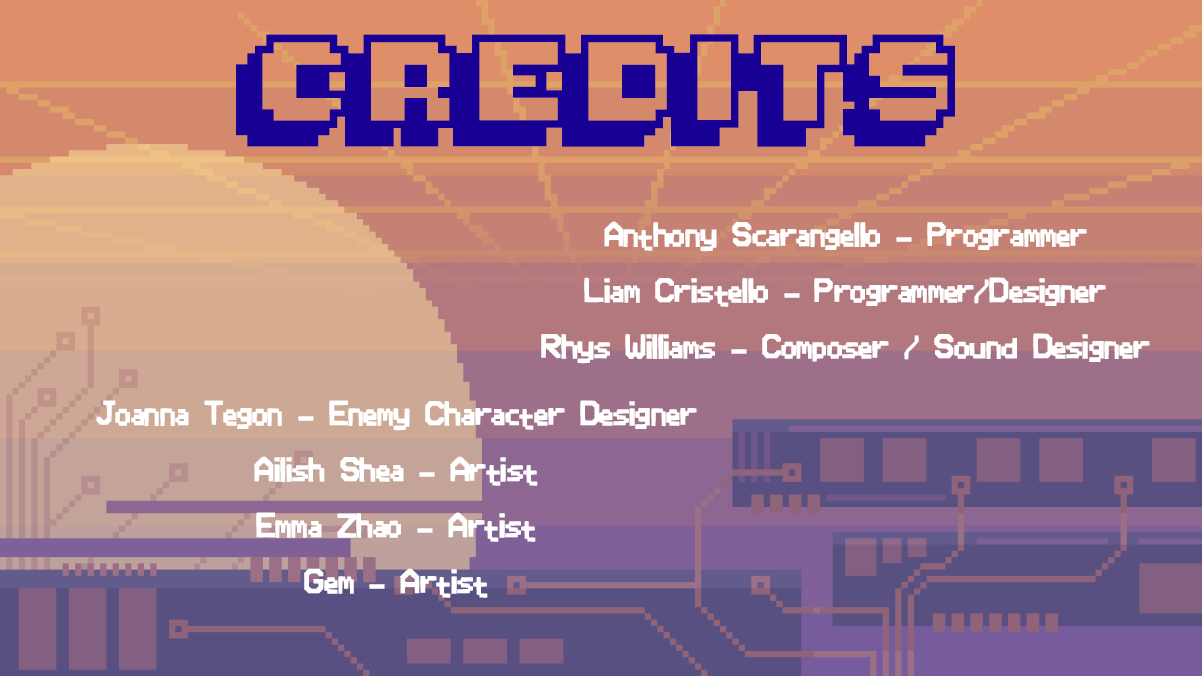 CREDITS
Anthony Scarangello - Programmer
Liam Cristello - Programmer/Designer
Rhys Williams - Composer / Sound Designer
Joanna Tegon - Enemy Character Designer
Ailish Shea - Artist
Emma Zhao - Artist
Gem - Artist